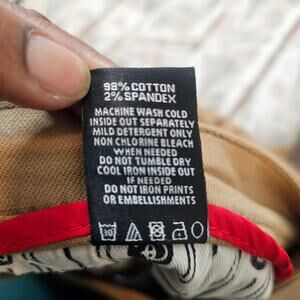 98% COTTON
2% SPANDEX
MACHINE WASH COLD
INSIDE OUT SEPARATELY
MILD DETERGENT ONLY
NON CHLORINE BLEACH
WHEN NEEDED
DO NOT TUMBLE DRY
COOL IRON INSIDE OUT
IF NEEDED
DO NOT IRON PRINTS
OR EMBELLISHMENTS
30